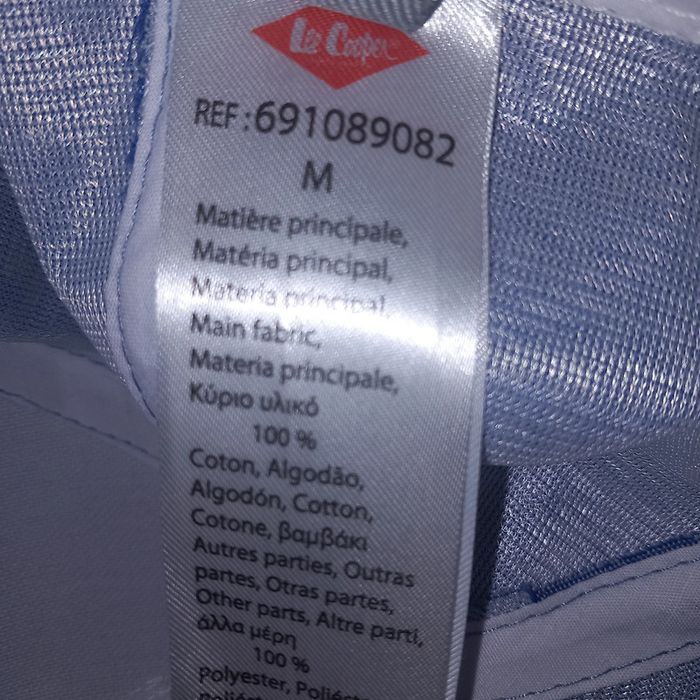 Lee Cooper
REF : 691089082
M
Matière principale,
Matéria principal,
Materia principal,
Main fabric,
Materia principale,
Κύριο υλικό
100 %
Coton, Algodão,
Algodón, Cotton,
Cotone, βαμβάκι
Autres parties, Outras
partes, Otras partes,
Other parts, Altre parti,
άλλα μέρη
100 %
polyester, Poliéster,